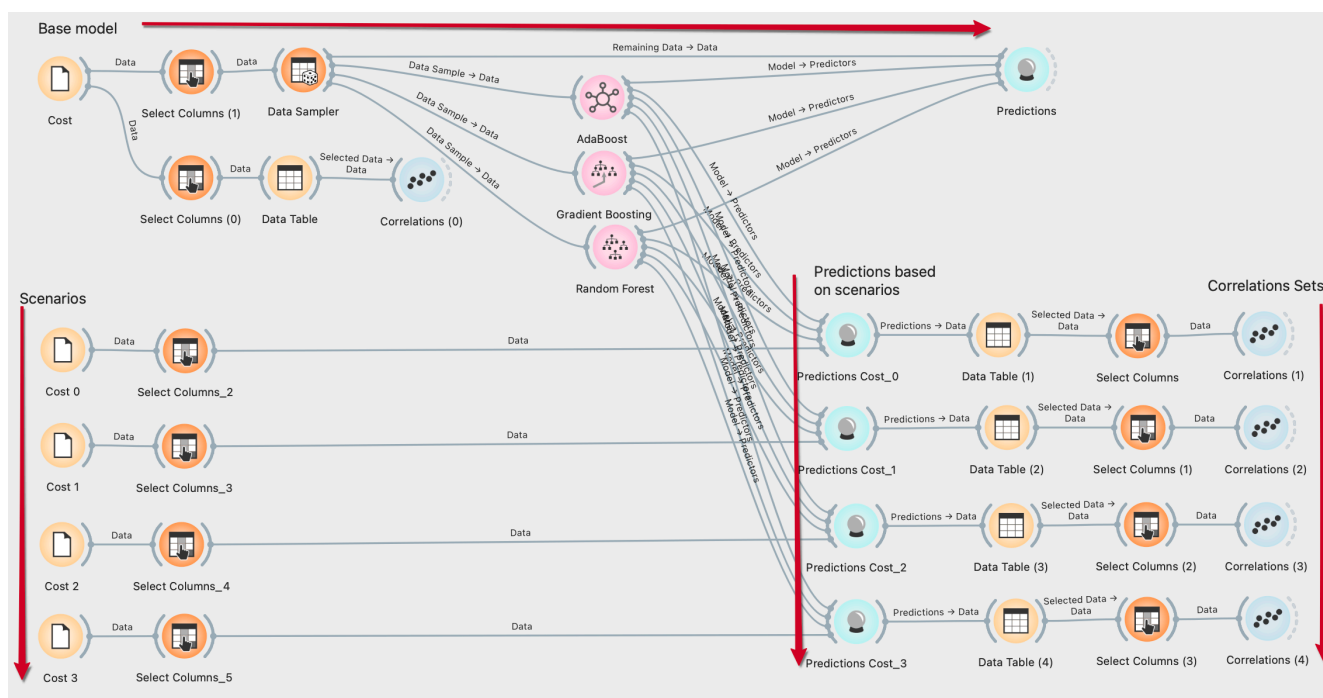 Base model
Remaining Data → Data
Data
Data
Data Sample → Data
Model → Predictors
Cost
Select Columns (1)
Data Sampler
AdaBoost
Predictions
Data Sample → Data
Model → Predictors
Data
Data Sample → Data
Model → Predictors
Data
Selected Data →
Data
Select Columns (0)
Data Table
Correlations (0)
Gradient Boosting
Model → Predictors
Random Forest
Scenarios
Predictions based
on scenarios
Correlations Sets
Data
Data
Predictions → Data
Selected Data →
Data
Data
Cost 0
Select Columns_2
Predictions Cost_0
Data Table (1)
Select Columns
Correlations (1)
Data
Data
Predictions → Data
Selected Data →
Data
Data
Cost 1
Select Columns_3
Predictions Cost_1
Data Table (2)
Select Columns (1)
Correlations (2)
Data
Data
Predictions → Data
Selected Data →
Data
Data
Cost 2
Select Columns_4
Predictions Cost_2
Data Table (3)
Select Columns (2)
Correlations (3)
Data
Data
Predictions → Data
Selected Data →
Data
Data
Cost 3
Select Columns_5
Predictions Cost_3
Data Table (4)
Select Columns (3)
Correlations (4)
Model → Predictors